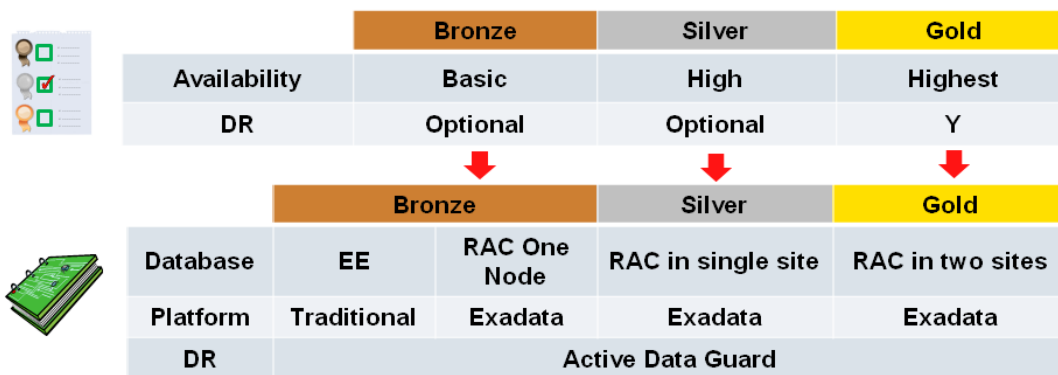 Bronze Silver Gold
Availability Basic High Highest
DR Optional Optional Y
Bronze Silver Gold
Database EE RAC One Node RAC in single site RAC in two sites
Platform Traditional Exadata Exadata Exadata
DR Active Data Guard